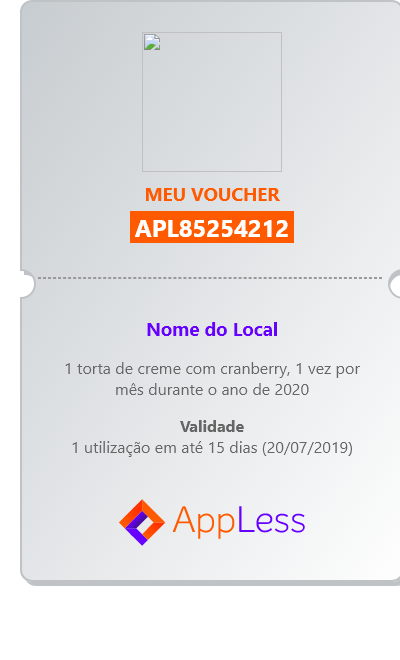 MEU VOUCHER
APL85254212
Nome do Local
1 torta de creme com cranberry, 1 vez por
mês durante o ano de 2020
Validade
1 utilização em até 15 dias (20/07/2019)
AppLess